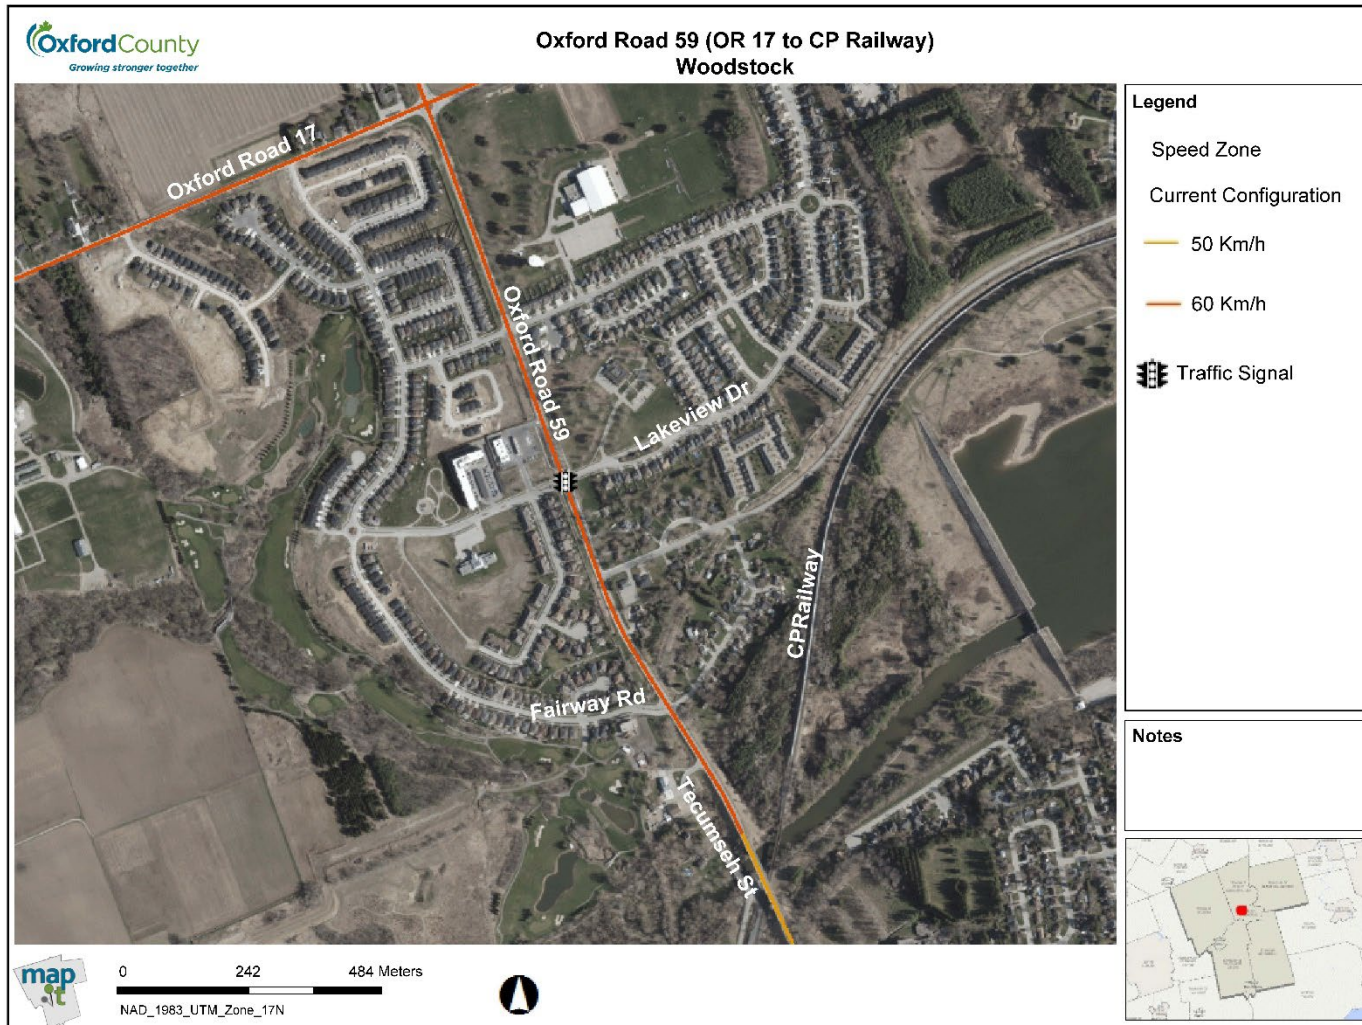 OxfordCounty
Growing stronger together
Oxford Road 59 (OR 17 to CP Railway)
Woodstock
Oxford Road 17
Oxford Road 59
Lakeview Dr
CPRailway
Fairway Rd
Tecumseh St
Legend
Speed Zone
Current Configuration
50 Km/h
60 Km/h
Traffic Signal
Notes
map
it
0 242 484 Meters
NAD_1983_UTM_Zone_17N